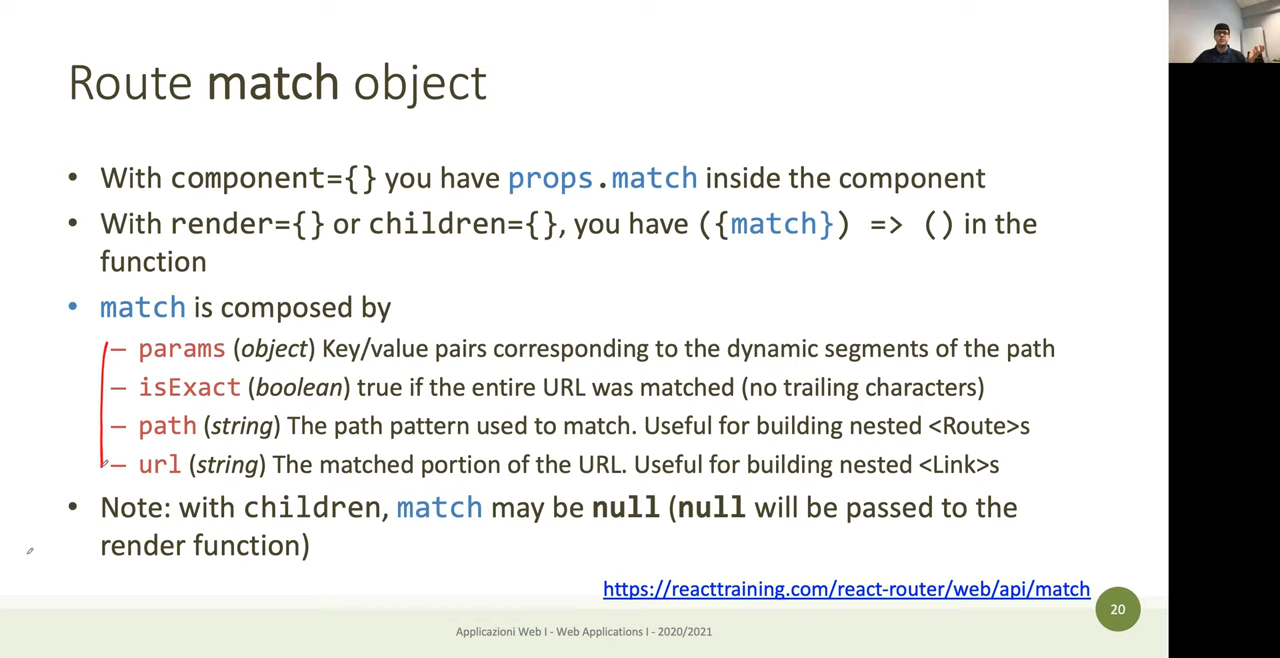 Route match object
• With component={} you have props.match inside the component
• With render={} or children={}, you have ({match}) => () in the
function
• match is composed by
– params (object) Key/value pairs corresponding to the dynamic segments of the path
– isExact (boolean) true if the entire URL was matched (no trailing characters)
– path (string) The path pattern used to match. Useful for building nested <Route>s
– url (string) The matched portion of the URL. Useful for building nested <Link>s
• Note: with children, match may be null (null will be passed to the
render function)
https://reacttraining.com/react-router/web/api/match
20
Applicazioni Web I - Web Applications I - 2020/2021